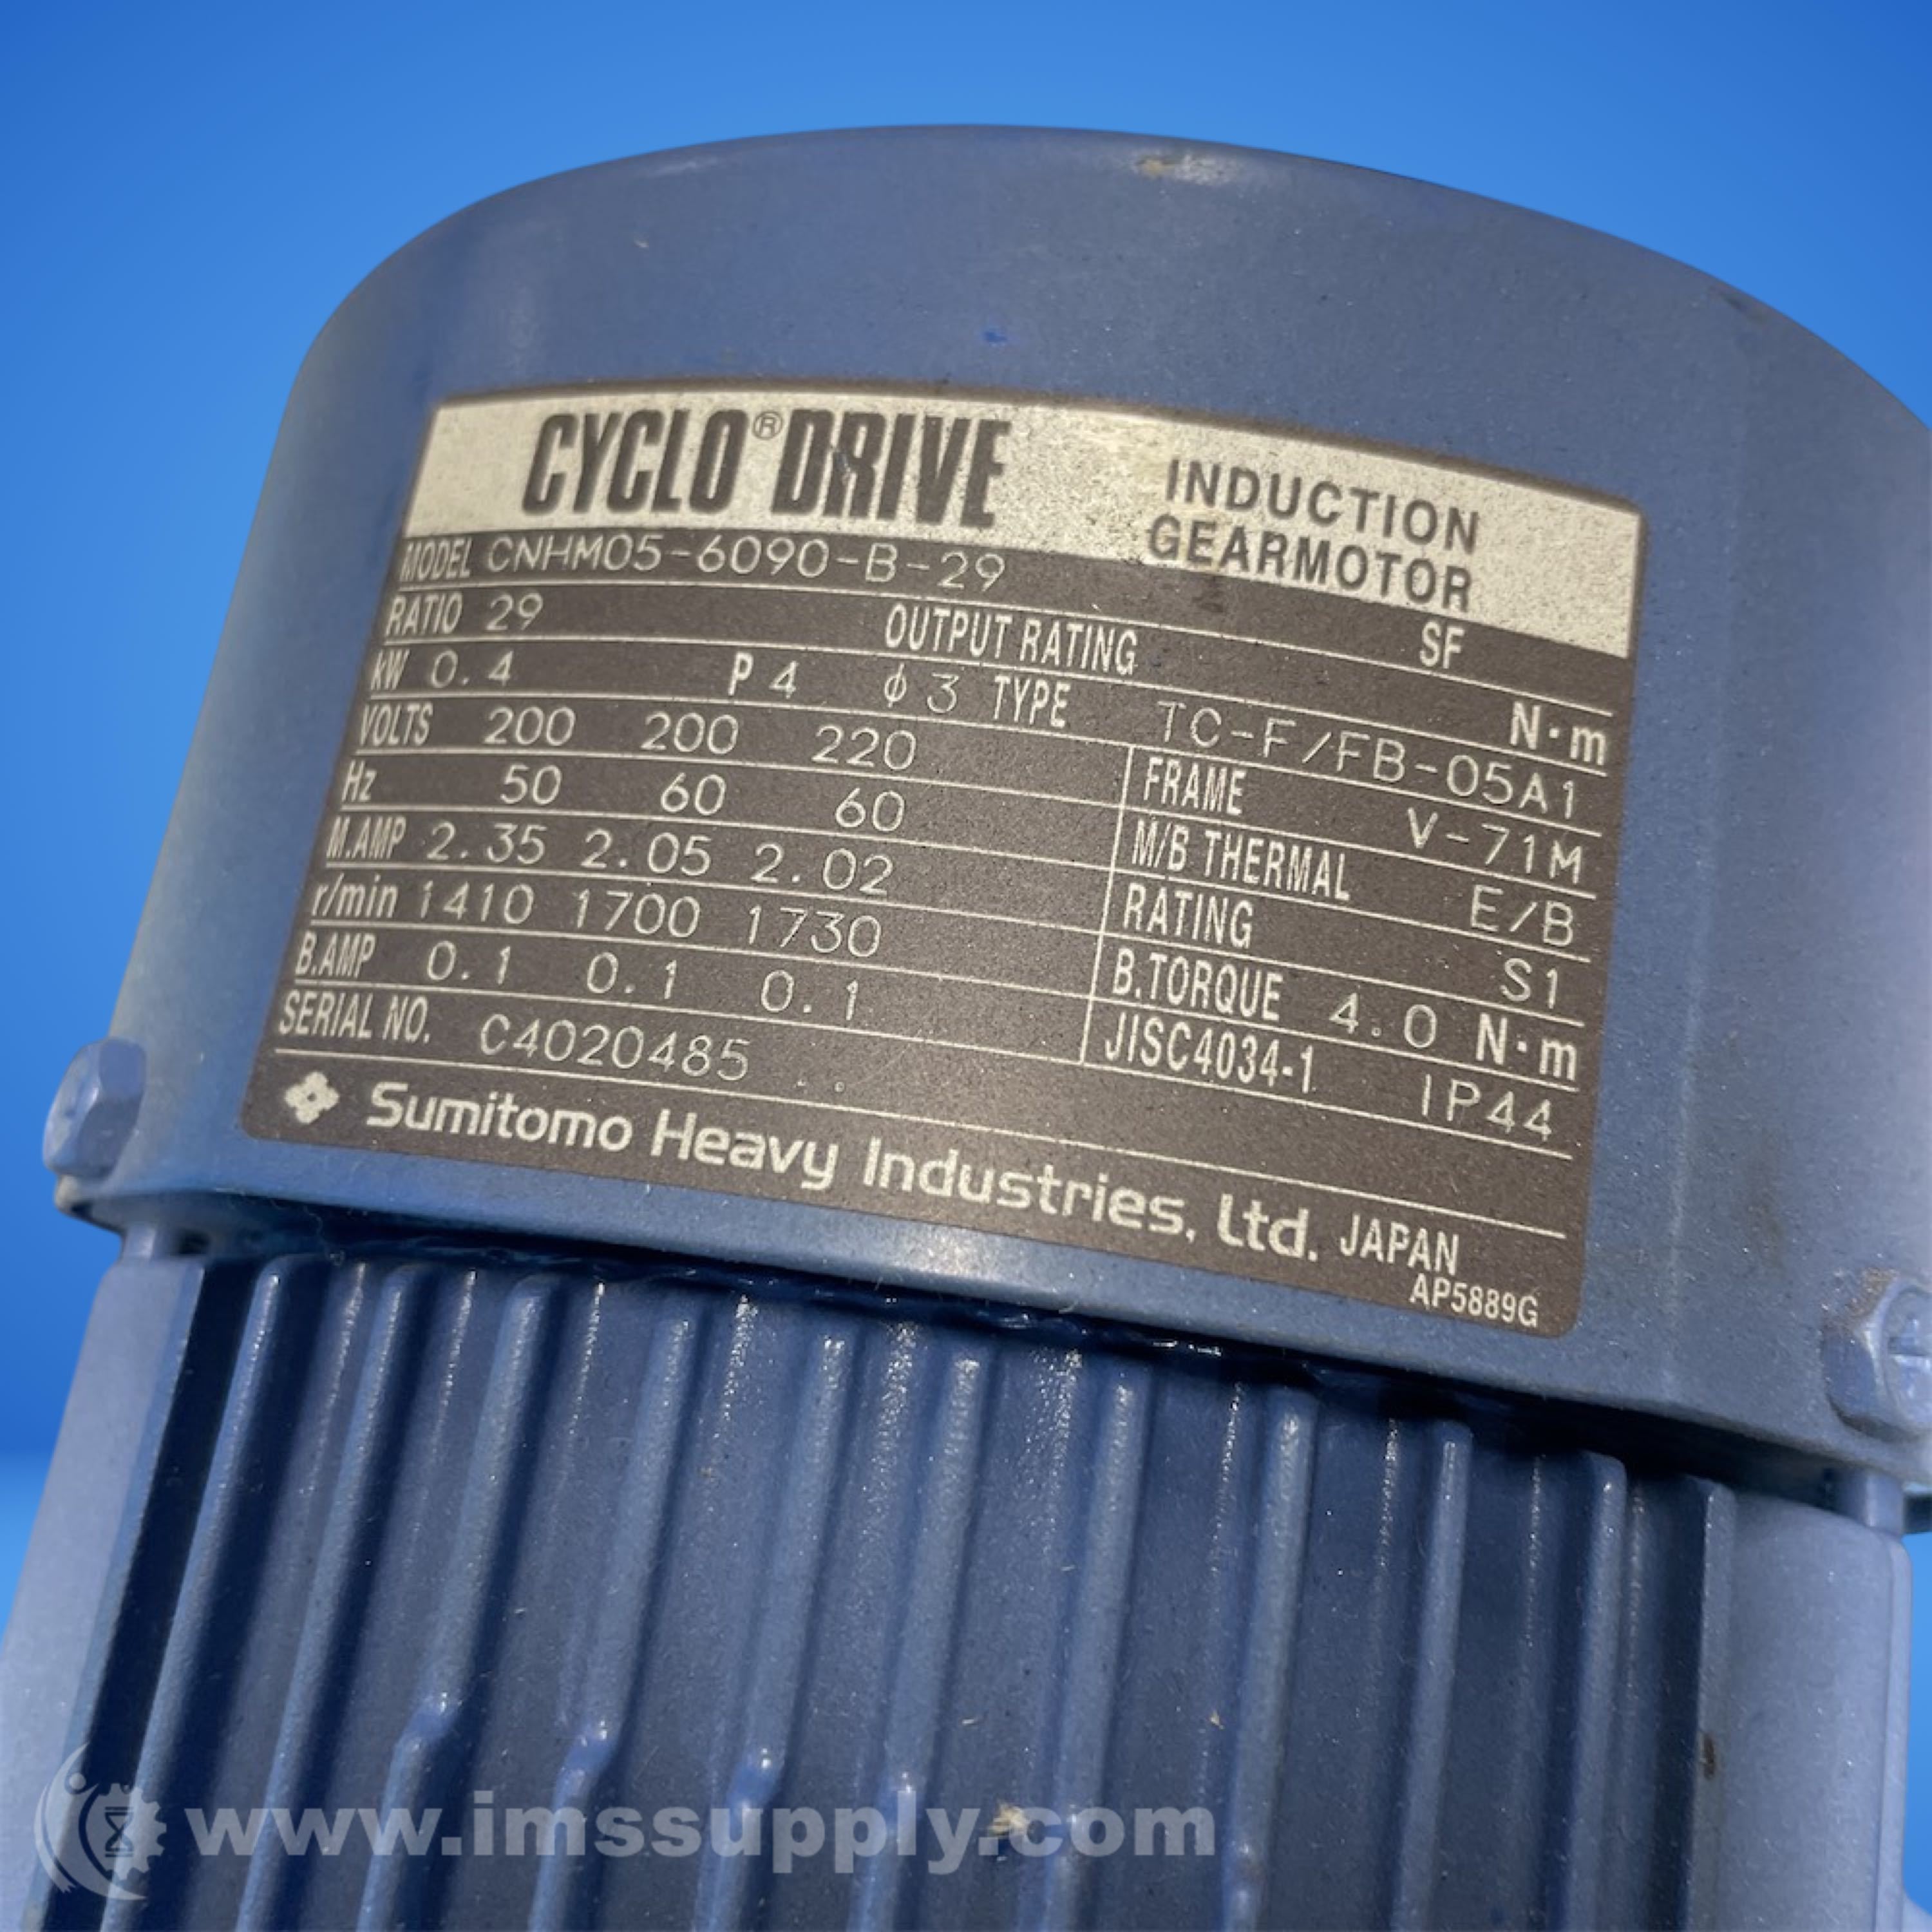 CYCLO® DRIVE INDUCTION GEARMOTOR
MODEL CNHM05-6090-B-29
RATIO 29 OUTPUT RATING SF N·m
kW 0.4 P 4 ϕ 3 TYPE TC-F/FB-05A1
VOLTS 200 200 220 FRAME V-71M
Hz 50 60 60 M/B THERMAL E/B
M.AMP 2.35 2.05 2.02 RATING S1
r/min 1410 1700 1730 B.TORQUE 4.0 N·m
B.AMP 0.1 0.1 0.1 JISC4034-1 IP44
SERIAL NO. C4020485 ..
Sumitomo Heavy Industries, Ltd. JAPAN
AP5889G
www.imssupply.com